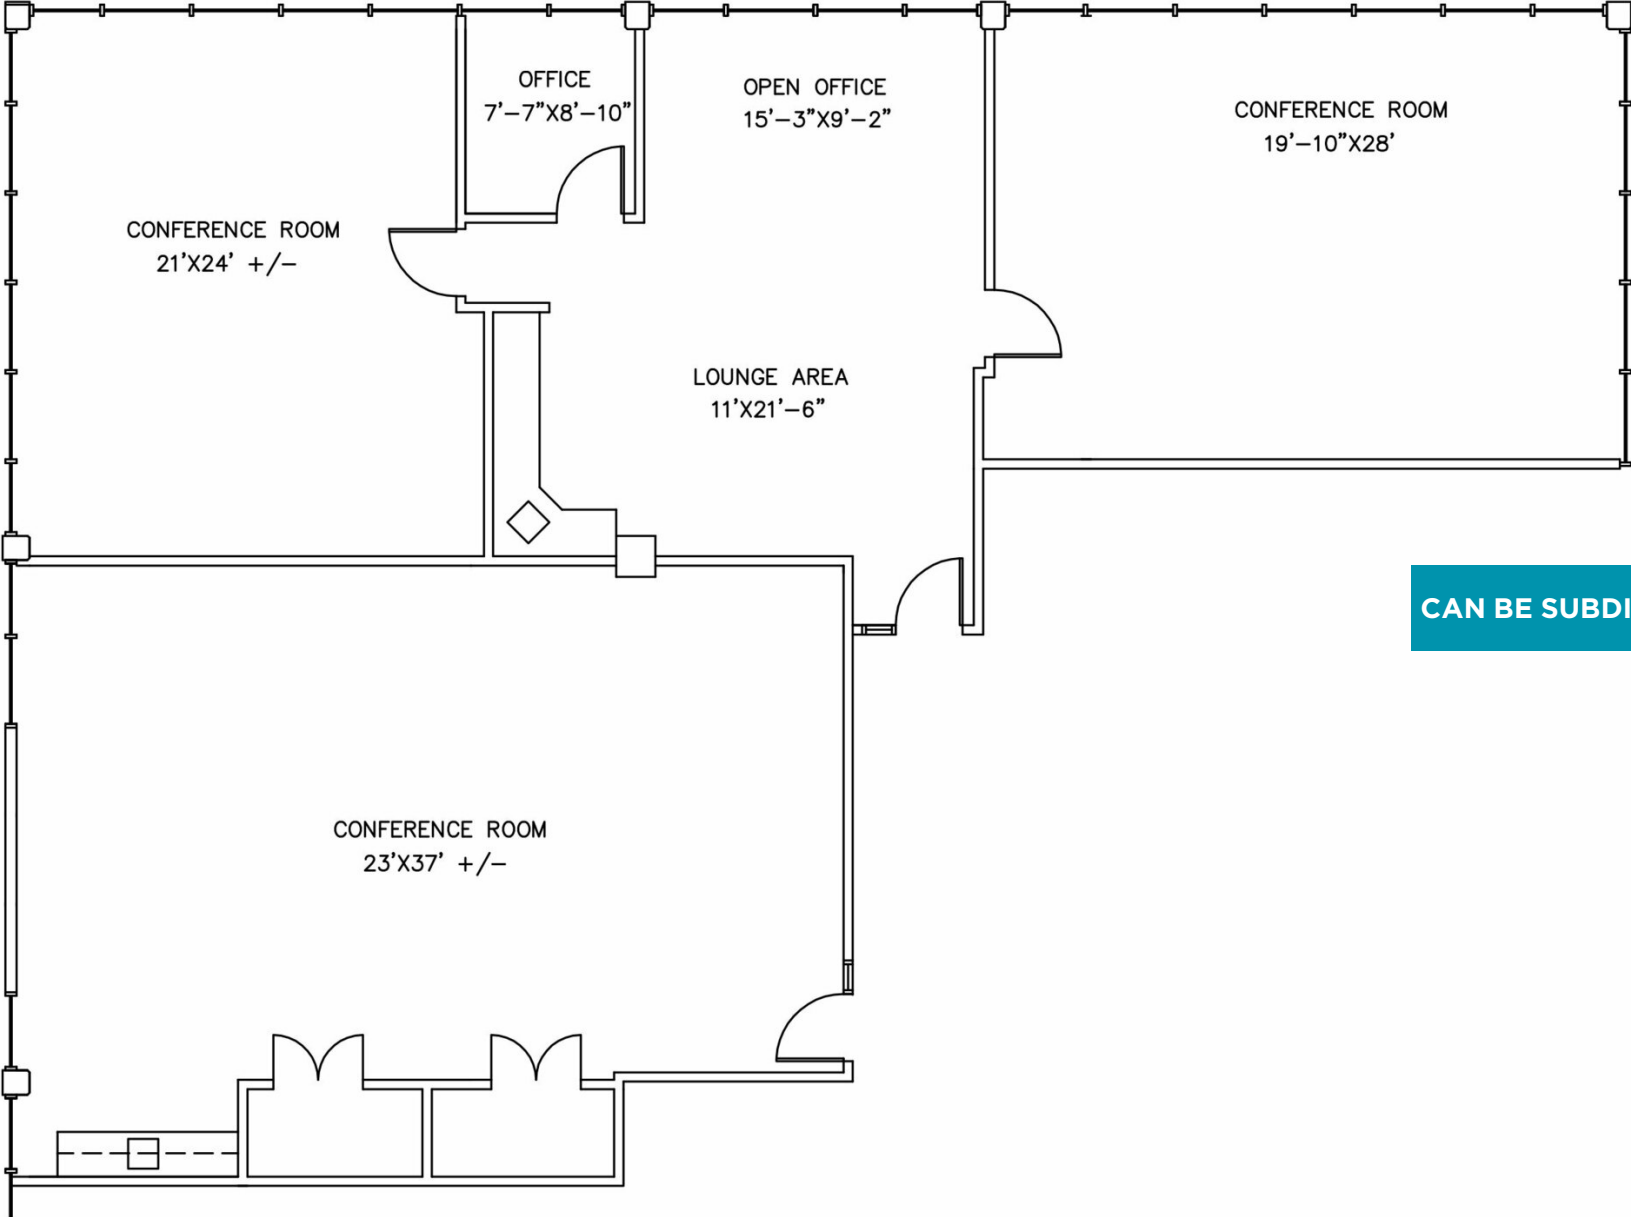 OFFICE
7'-7"X8'-10"
OPEN OFFICE
15'-3"X9'-2"
CONFERENCE ROOM
19'-10"X28'
CONFERENCE ROOM
21'X24' +/-
LOUNGE AREA
11'X21'-6"
CAN BE SUBDI
CONFERENCE ROOM
23'X37' +/-